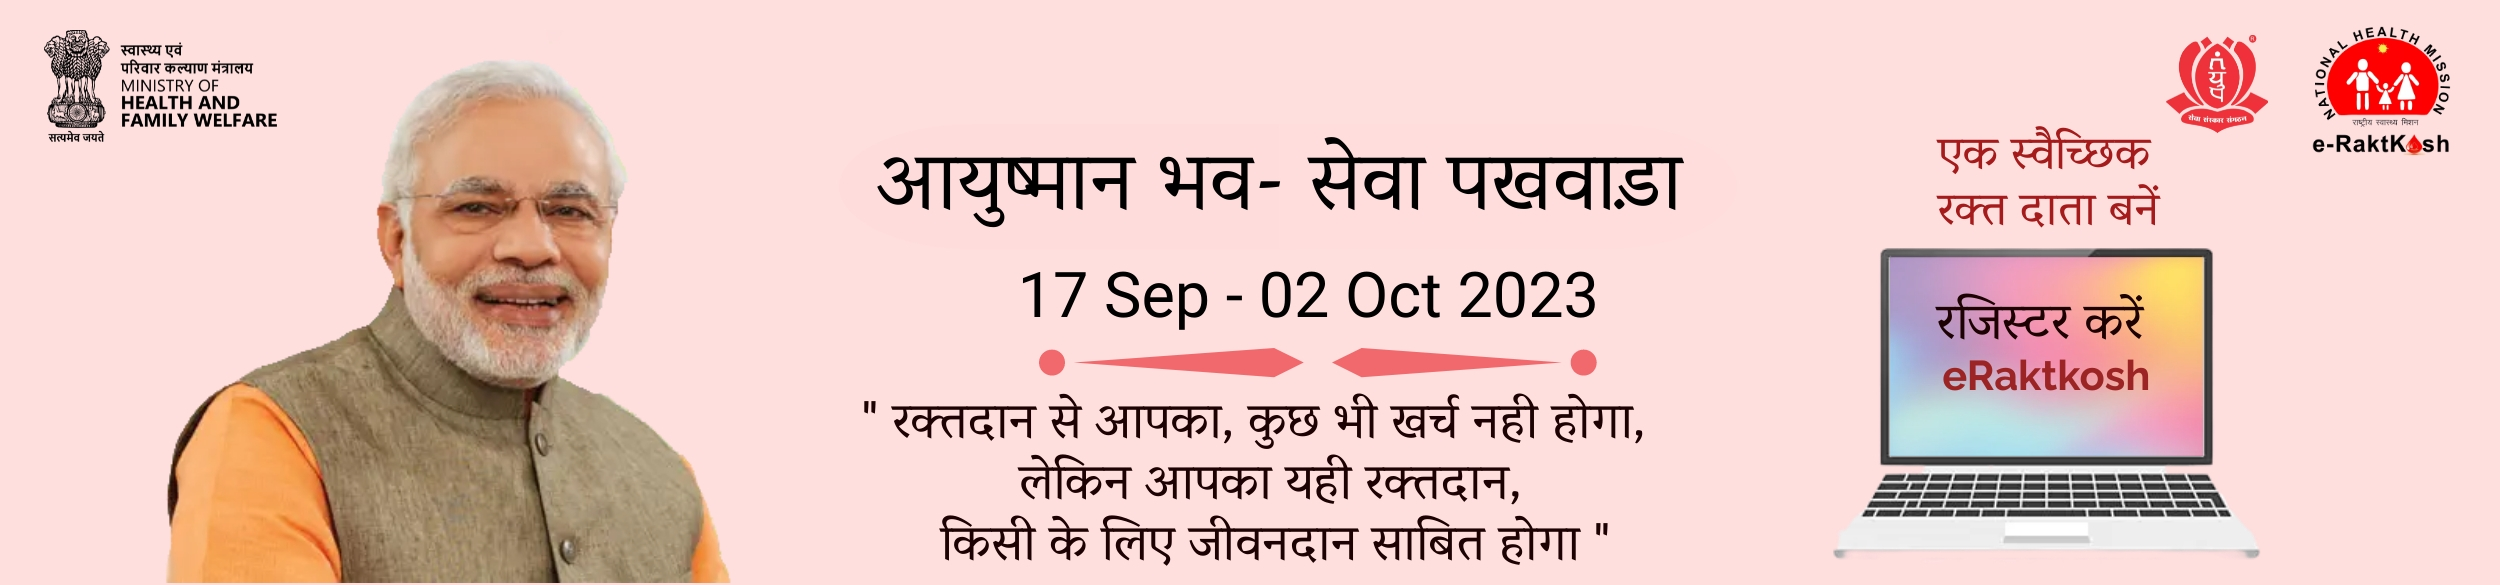 स्वास्थ्य एवं
परिवार कल्याण मंत्रालय
MINISTRY OF
HEALTH AND
FAMILY WELFARE
सत्यमेव जयते
आयुष्मान भव- सेवा पखवाड़ा
17 Sep - 02 Oct 2023
" रक्तदान से आपका, कुछ भी खर्च नही होगा,
लेकिन आपका यही रक्तदान,
किसी के लिए जीवनदान साबित होगा "
सेवा संस्कार संगठन
®
NATIONAL HEALTH MISSION
राष्ट्रीय स्वास्थ्य मिशन
e-RaktKosh
एक स्वैच्छिक
रक्त दाता बनें
रजिस्टर करें
eRaktkosh